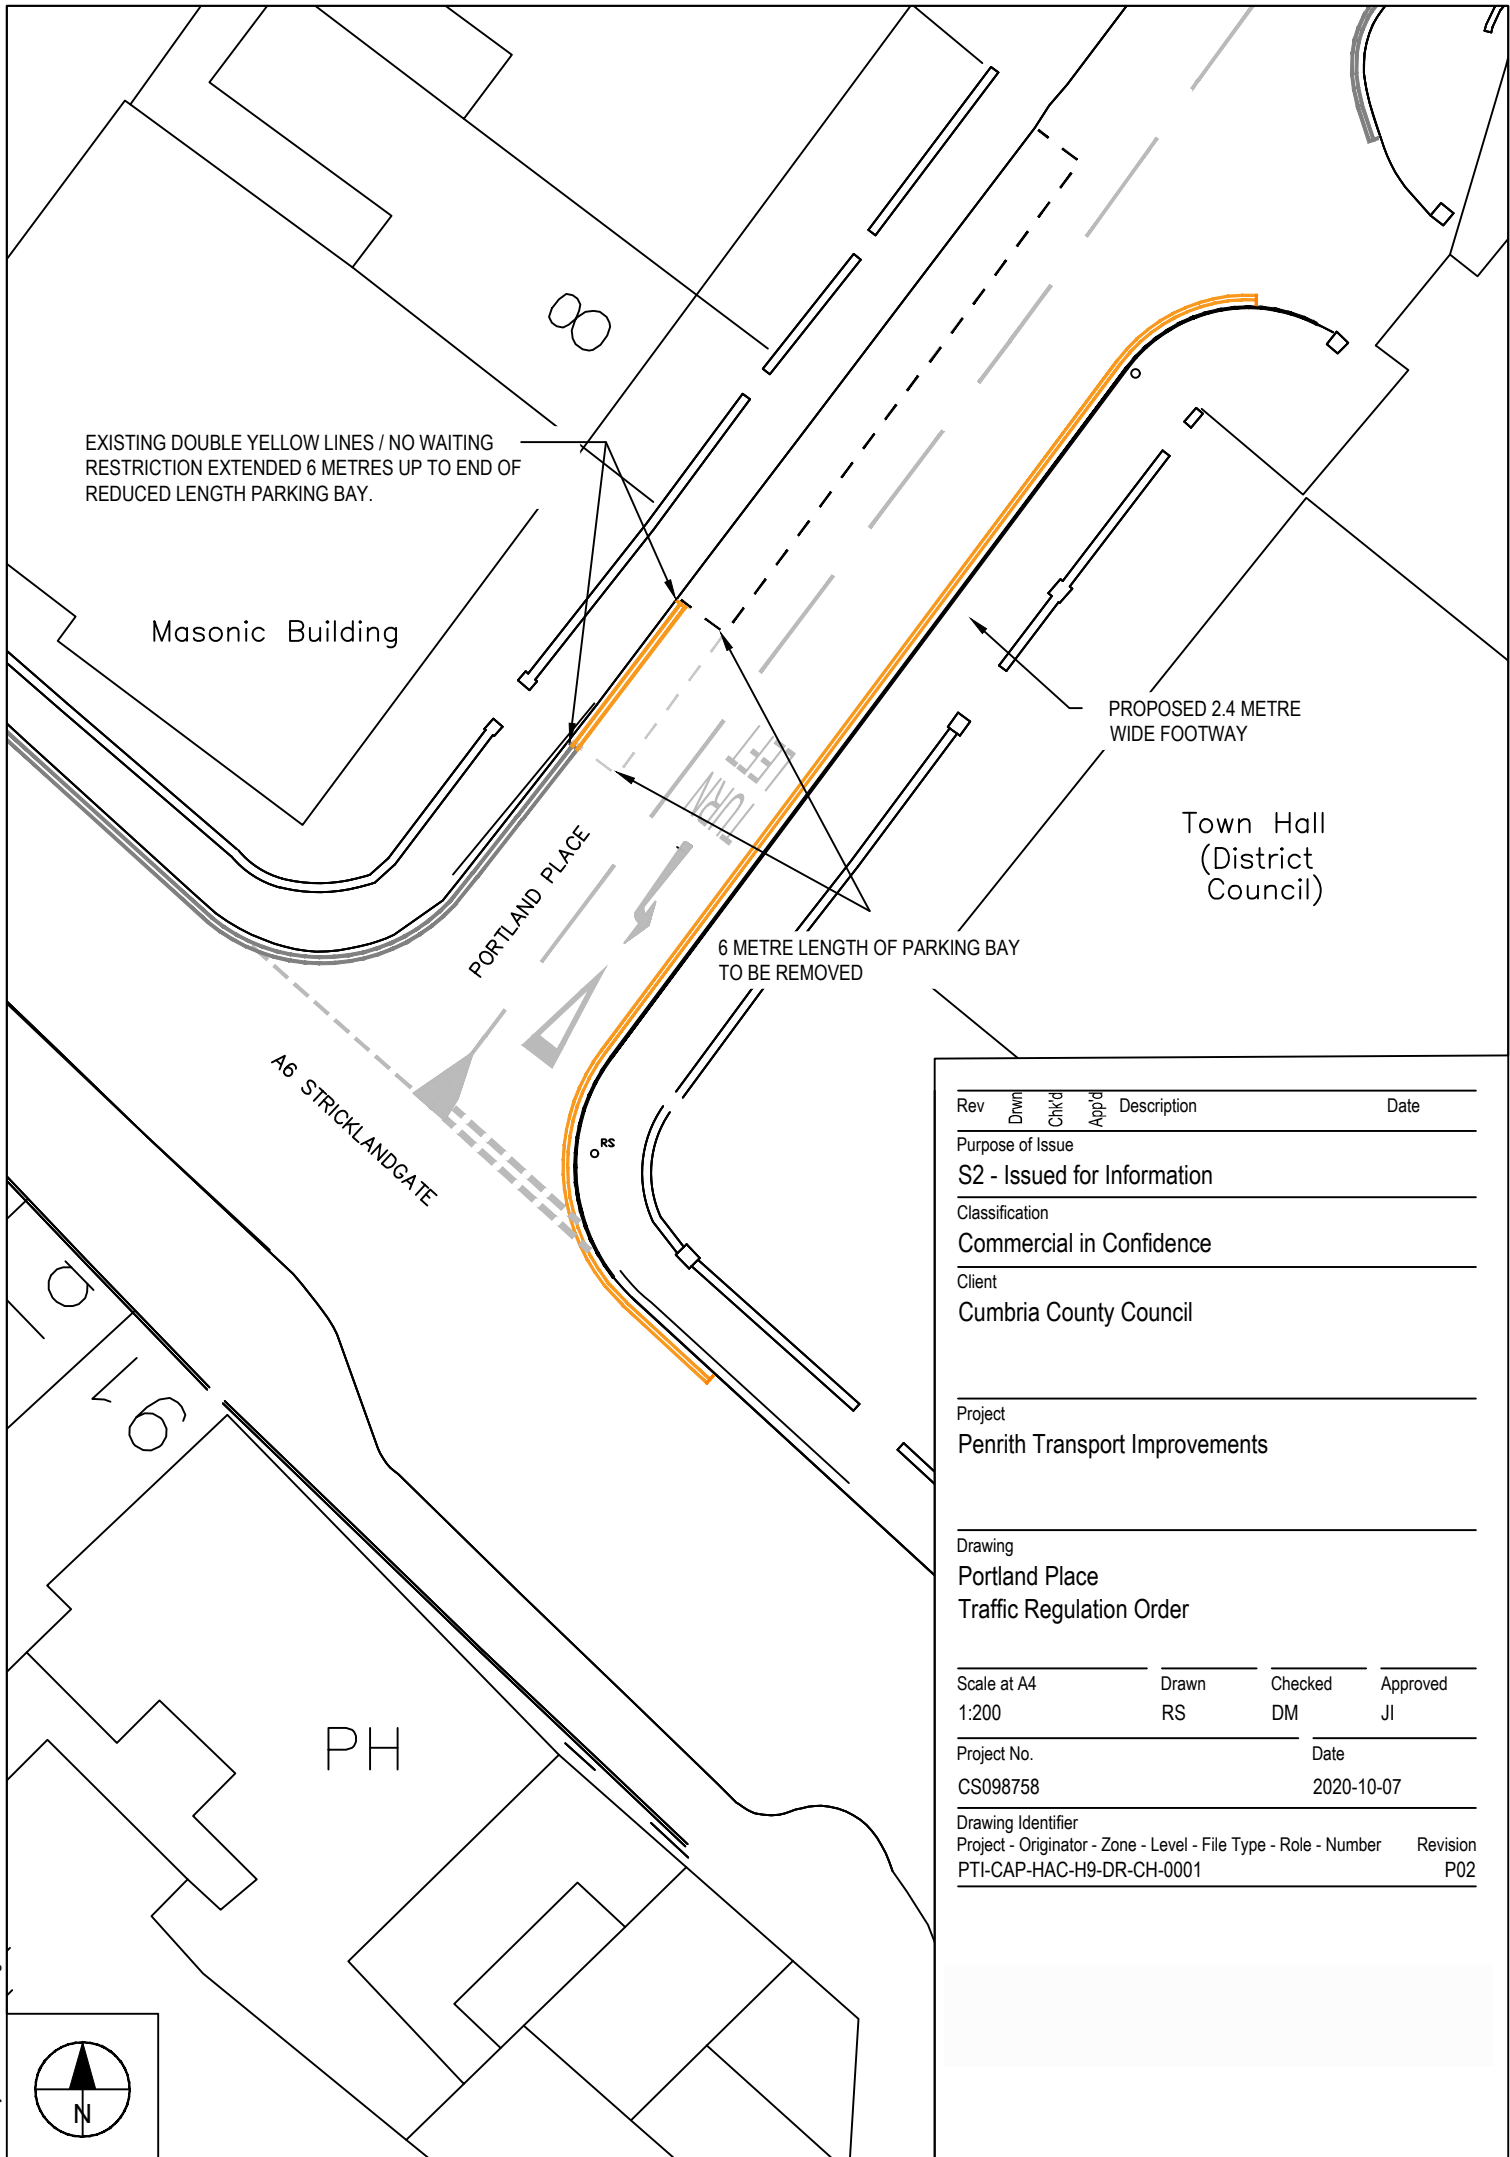 8
EXISTING DOUBLE YELLOW LINES / NO WAITING
RESTRICTION EXTENDED 6 METRES UP TO END OF
REDUCED LENGTH PARKING BAY.
Masonic Building
PROPOSED 2.4 METRE
WIDE FOOTWAY
Town Hall
(District
Council)
PORTLAND PLACE
6 METRE LENGTH OF PARKING BAY
TO BE REMOVED
A6 STRICKLANDGATE
RS
16
PH
N
Rev Drwn Chk'd App'd Description Date
Purpose of Issue
S2 - Issued for Information
Classification
Commercial in Confidence
Client
Cumbria County Council
Project
Penrith Transport Improvements
Drawing
Portland Place
Traffic Regulation Order
Scale at A4 Drawn Checked Approved
1:200 RS DM JI
Project No. Date
CS098758 2020-10-07
Drawing Identifier
Project - Originator - Zone - Level - File Type - Role - Number Revision
PTI-CAP-HAC-H9-DR-CH-0001 P02